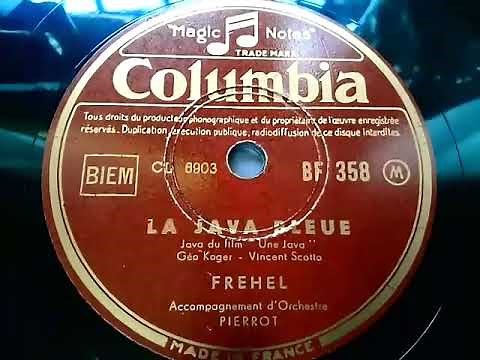 Magic Notes
TRADE MARK
Columbia
Tous droits du producteur phonographique et du propriétaire de l'œuvre enregistrée
réservés. Duplication, exécution publique, radiodiffusion de ce disque interdites.
BIEM CL 6903 BF 358 M
LA JAVA BLEUE
Java du film "Une Java"
Géo Koger - Vincent Scotto
FREHEL
Accompagnement d'Orchestre
PIERROT
MADE IN FRANCE